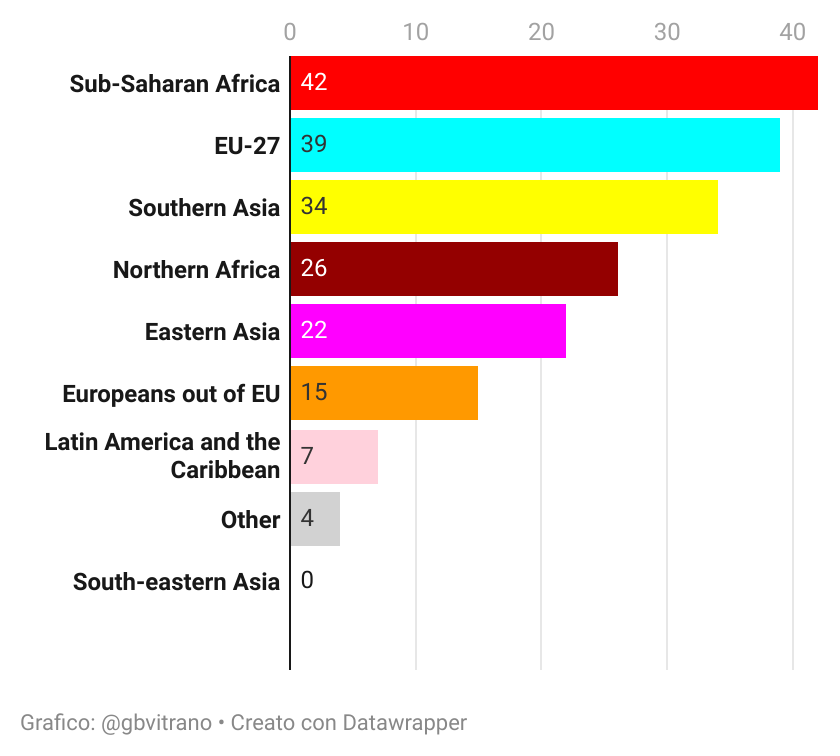 0 10 20 30 40
Sub-Saharan Africa 42
EU-27 39
Southern Asia 34
Northern Africa 26
Eastern Asia 22
Europeans out of EU 15
Latin America and the
Caribbean 7
Other 4
South-eastern Asia 0
Grafico: @gbvitrano • Creato con Datawrapper